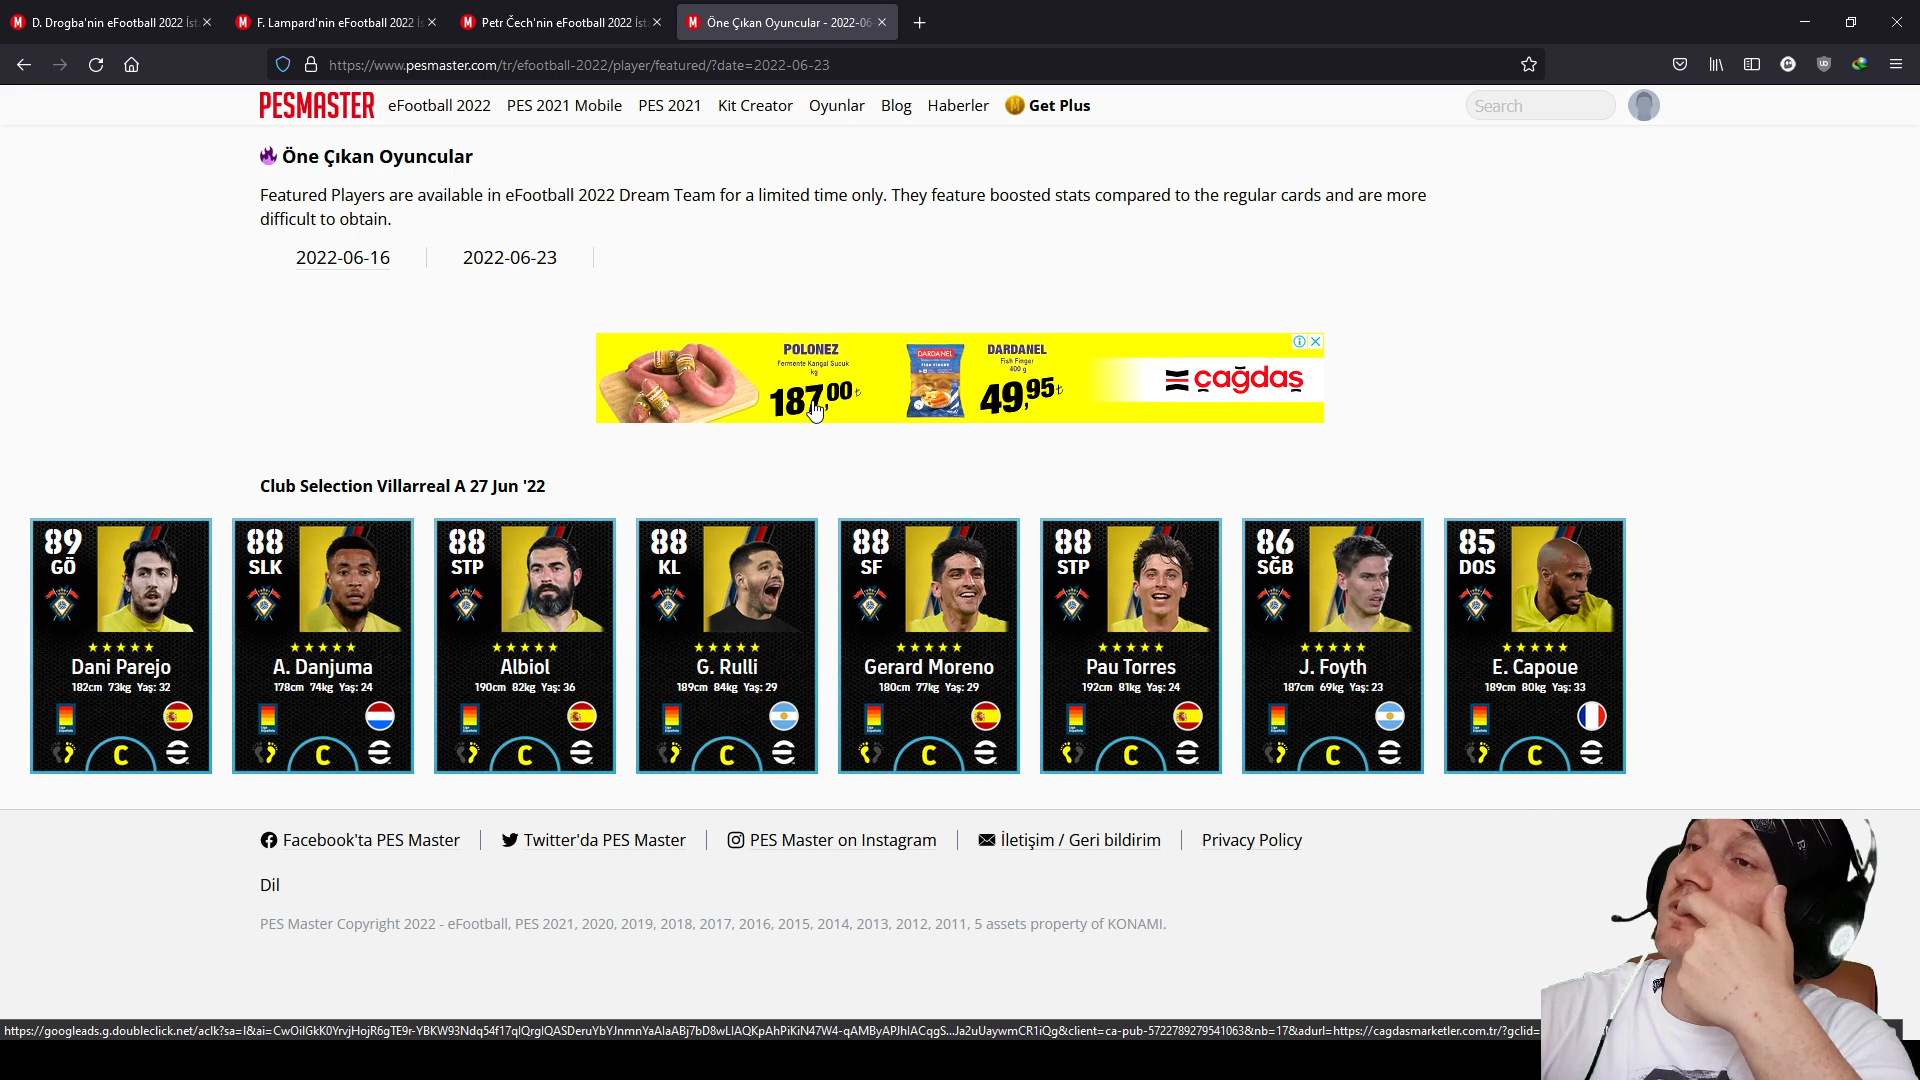 D. Drogba'nin eFootball 2022 İst
F. Lampard'nin eFootball 2022 İs
Petr Čech'nin eFootball 2022 İst
Öne Çıkan Oyuncular - 2022-06-
https://www.pesmaster.com/tr/efootball-2022/player/featured/?date=2022-06-23
PESMASTER eFootball 2022 PES 2021 Mobile PES 2021 Kit Creator Oyunlar Blog Haberler Get Plus Search
Öne Çıkan Oyuncular
Featured Players are available in eFootball 2022 Dream Team for a limited time only. They feature boosted stats compared to the regular cards and are more
difficult to obtain.
2022-06-16 2022-06-23
POLONEZ
Fermente Kangal Sucuk
kg
187,00 ₺
DARDANEL
DARDANEL
Fish Finger
400 g
49,95 ₺
çağdaş
Club Selection Villarreal A 27 Jun '22
89
GÖ
Dani Parejo
182cm 73kg Yaş: 32
C
88
SLK
A. Danjuma
178cm 74kg Yaş: 24
C
88
STP
Albiol
190cm 82kg Yaş: 36
C
88
KL
G. Rulli
189cm 84kg Yaş: 29
C
88
SF
Gerard Moreno
180cm 77kg Yaş: 29
C
88
STP
Pau Torres
192cm 81kg Yaş: 24
C
86
SĞB
J. Foyth
187cm 69kg Yaş: 23
C
85
DOS
E. Capoue
189cm 80kg Yaş: 33
C
Facebook'ta PES Master Twitter'da PES Master PES Master on Instagram İletişim / Geri bildirim Privacy Policy
Dil
PES Master Copyright 2022 - eFootball, PES 2021, 2020, 2019, 2018, 2017, 2016, 2015, 2014, 2013, 2012, 2011, 5 assets property of KONAMI.